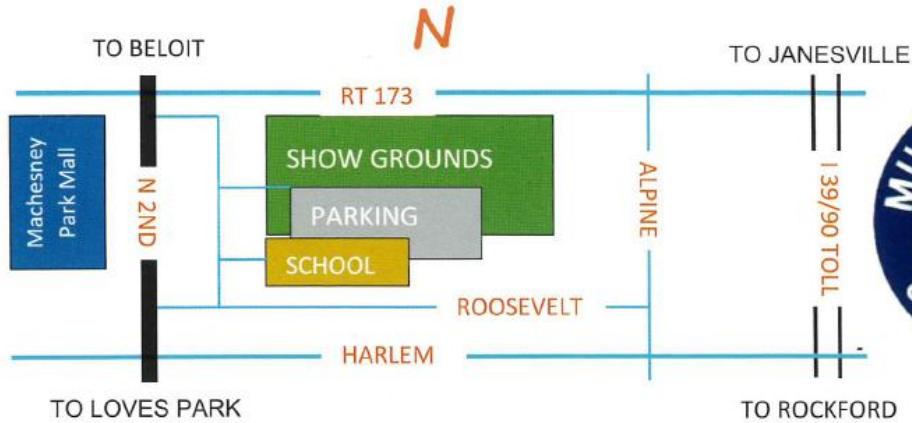 N
TO BELOIT
TO JANESVILLE
RT 173
SHOW GROUNDS
Machesney
Park Mall
N 2ND
PARKING
ALPINE
I 39/90 TOLL
SCHOOL
ROOSEVELT
HARLEM
TO LOVES PARK
TO ROCKFORD